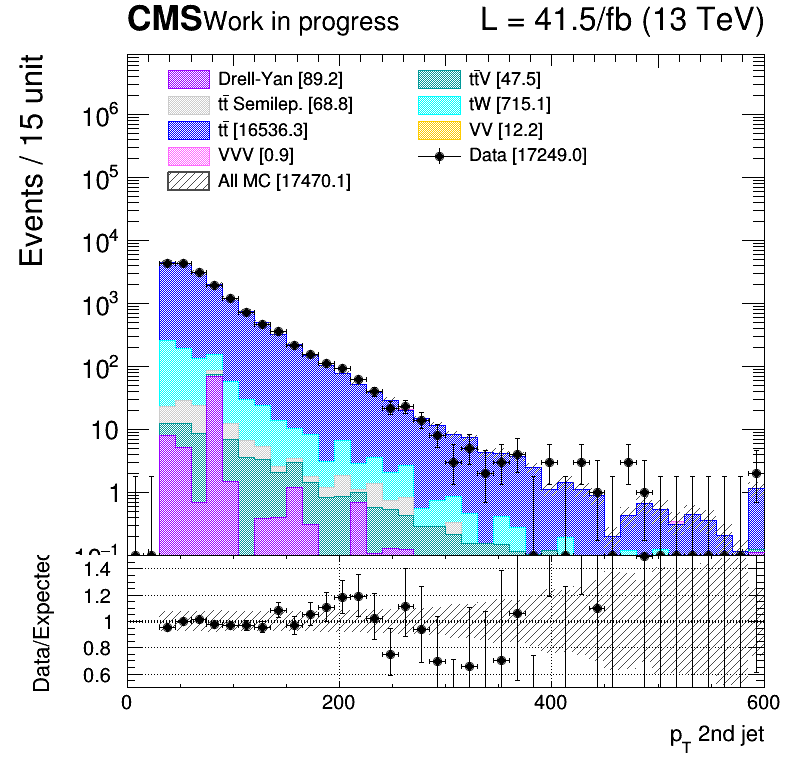 CMS Work in progress L = 41.5/fb (13 TeV)
Events / 15 unit
Drell-Yan [89.2]
tt̄ Semilep. [68.8]
tt̄ [16536.3]
VVV [0.9]
All MC [17470.1]
tt̄V [47.5]
tW [715.1]
VV [12.2]
Data [17249.0]
10⁶
10⁵
10⁴
10³
10²
10
1
10⁻¹
Data/Expected
1.4
1.2
1
0.8
0.6
0 200 400 600
p_T 2nd jet